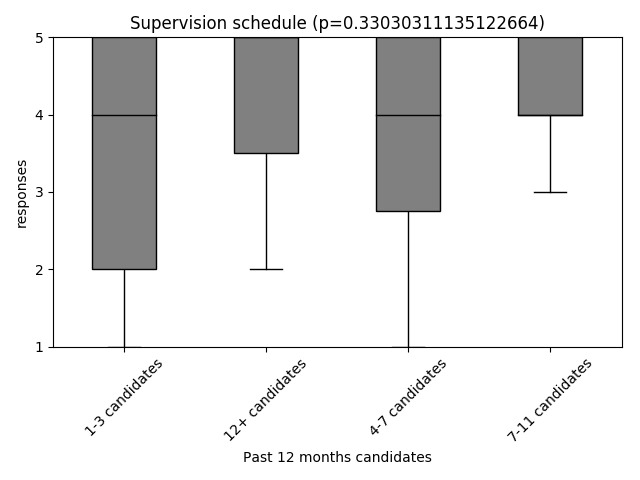 Supervision schedule (p=0.33030311135122664)
5
4
3
2
1
responses
1-3 candidates
12+ candidates
4-7 candidates
7-11 candidates
Past 12 months candidates